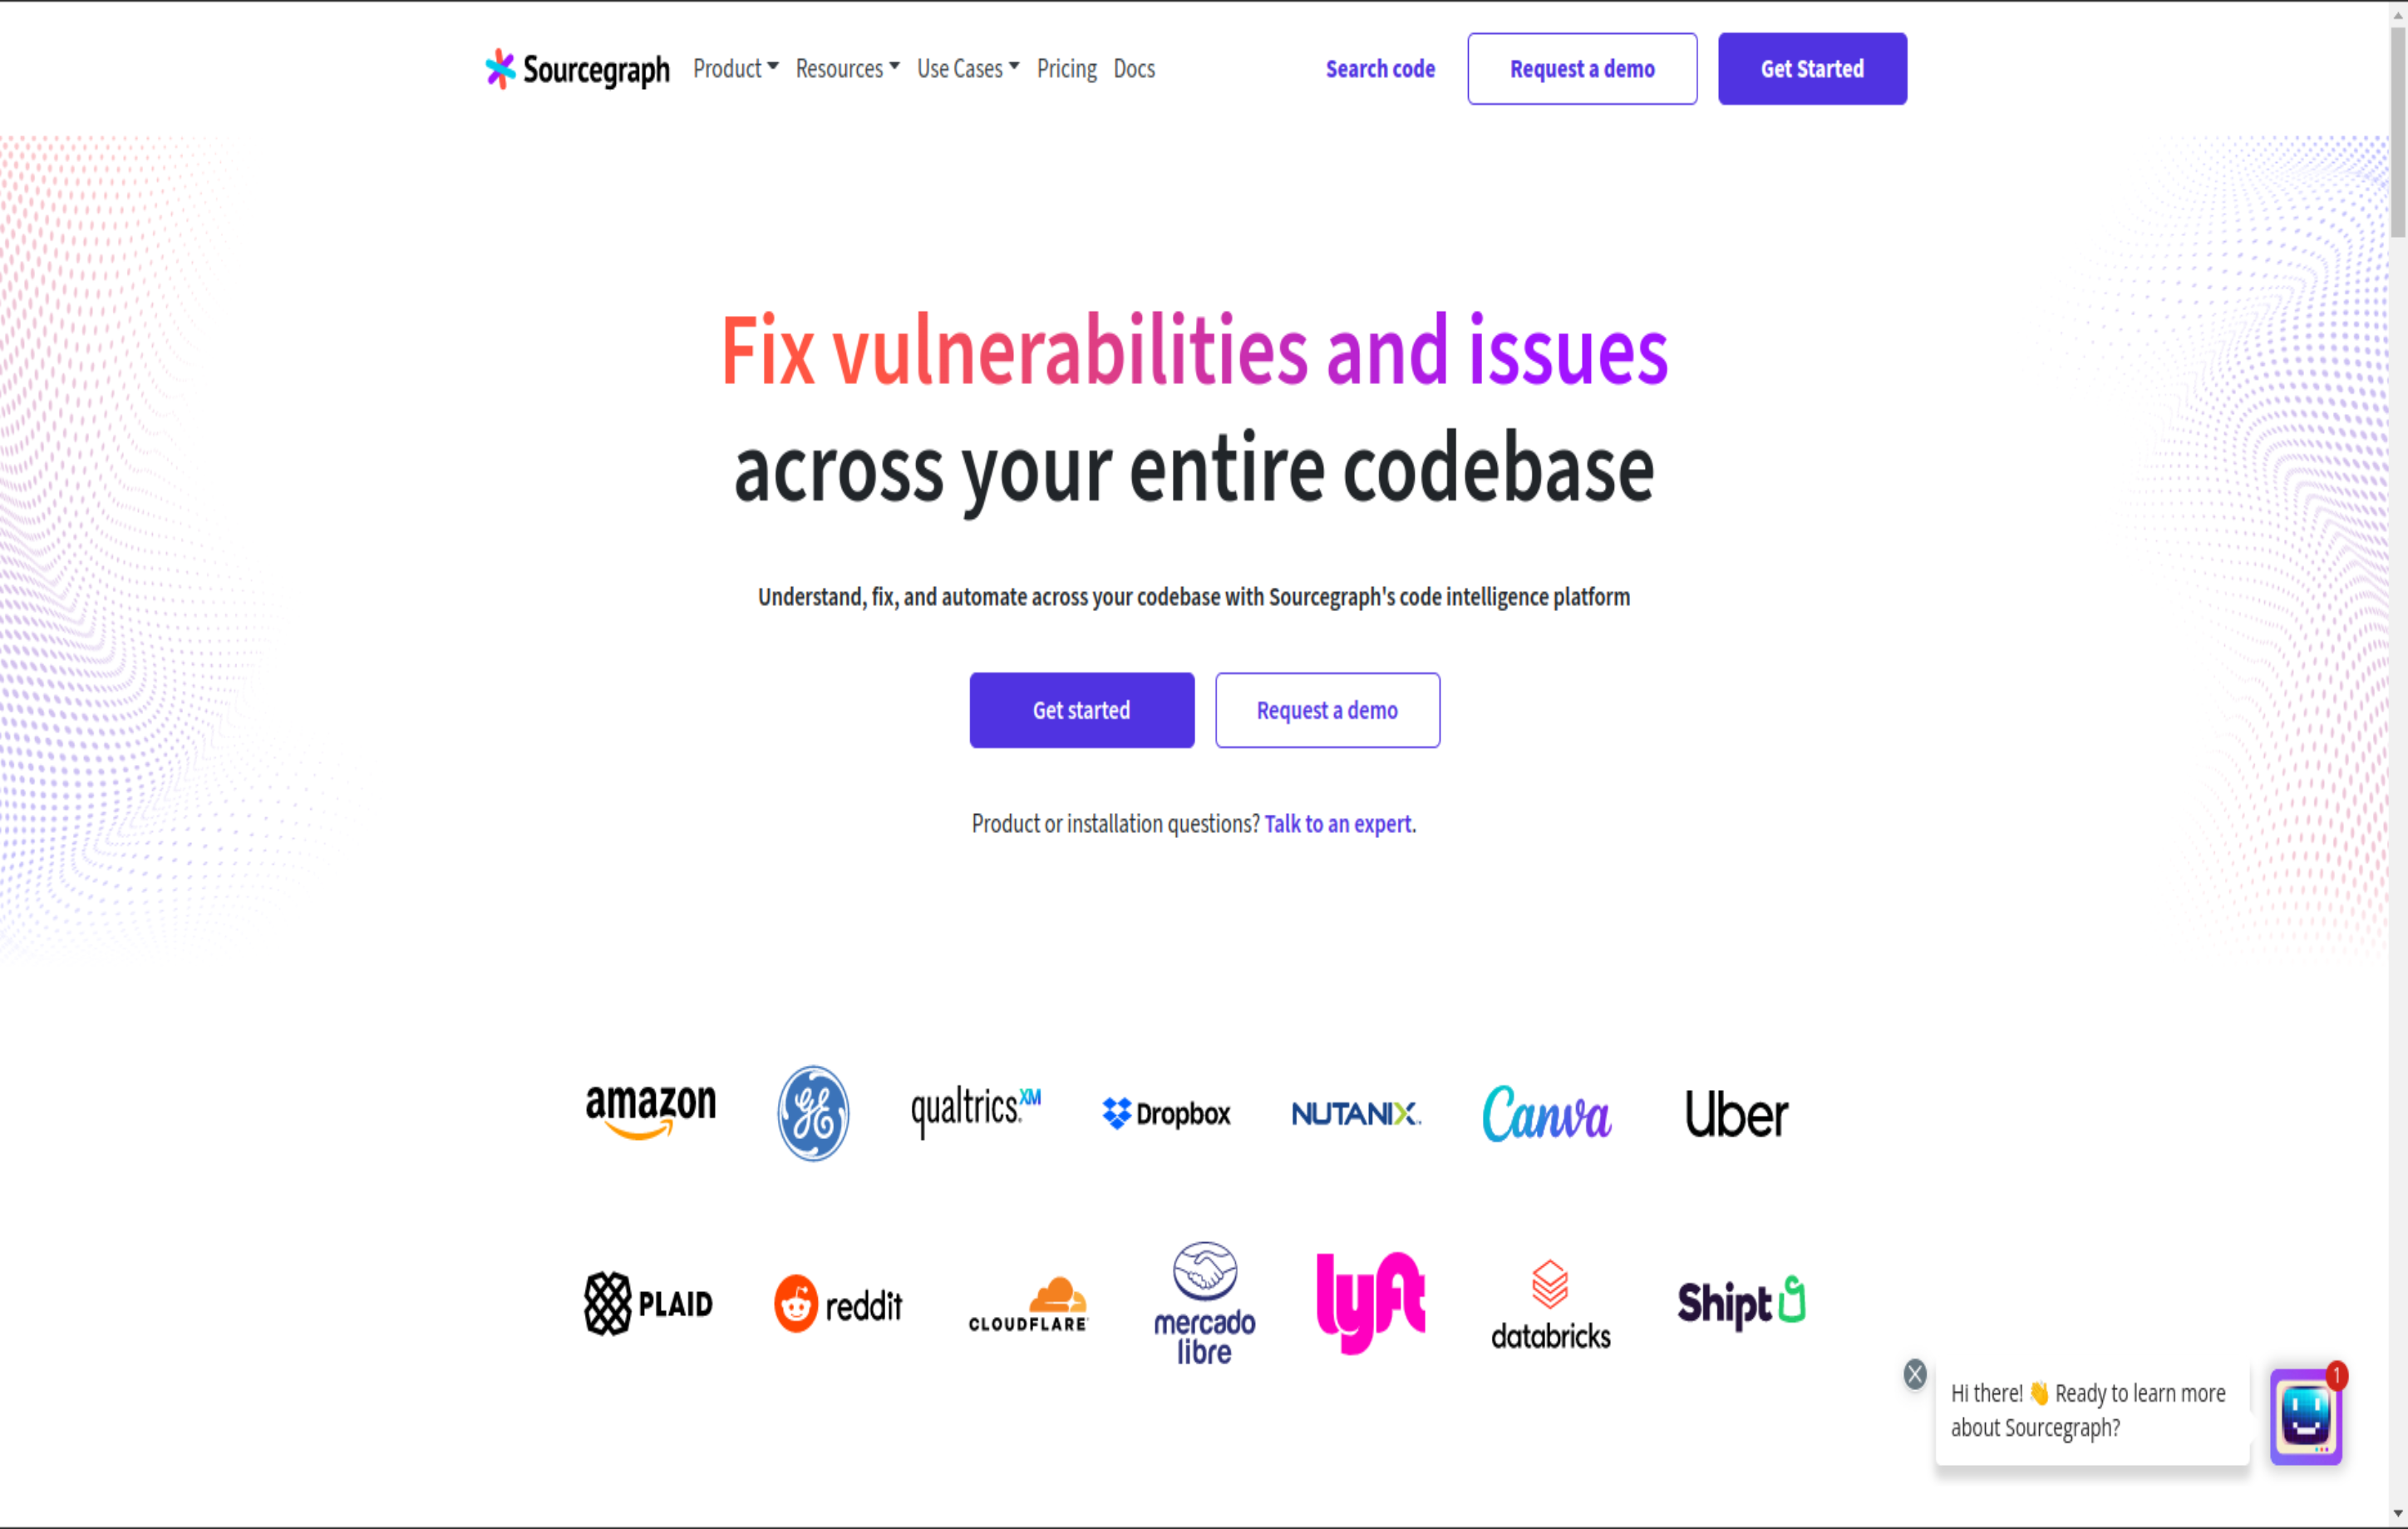 Sourcegraph Product Resources Use Cases Pricing Docs Search code Request a demo Get Started
Fix vulnerabilities and issues
across your entire codebase
Understand, fix, and automate across your codebase with Sourcegraph's code intelligence platform
Get started Request a demo
Product or installation questions? Talk to an expert.
amazon GE qualtrics.XM Dropbox NUTANIX Canva Uber
PLAID reddit CLOUDFLARE mercado libre lyft databricks Shipt
1
Hi there! 👋 Ready to learn more
about Sourcegraph?